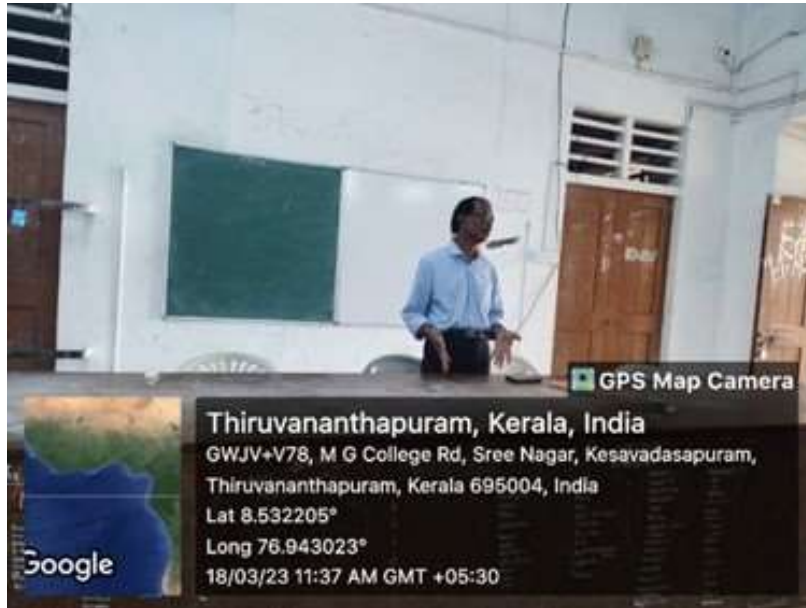 GPS Map Camera
Thiruvananthapuram, Kerala, India
GWJV+V78, M G College Rd, Sree Nagar, Kesavadasapuram,
Thiruvananthapuram, Kerala 695004, India
Lat 8.532205°
Long 76.943023°
18/03/23 11:37 AM GMT +05:30
Google